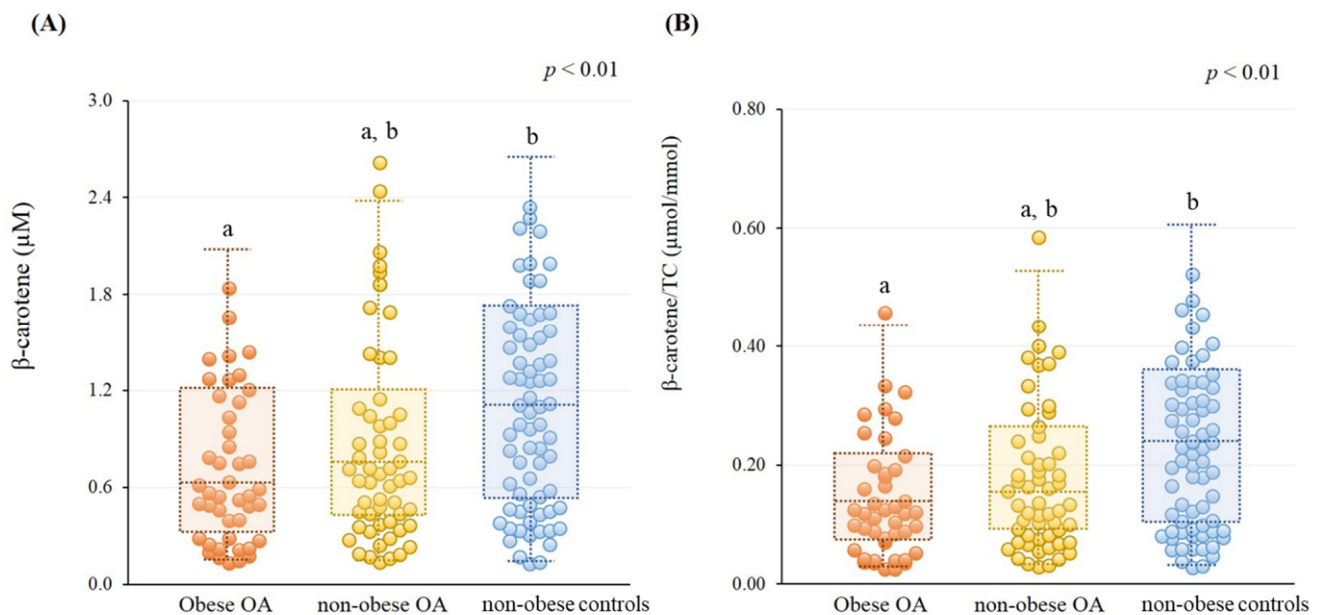 (A)
p < 0.01
β-carotene (µM)
3.0
2.4
1.8
1.2
0.6
0.0
a
a, b
b
Obese OA
non-obese OA
non-obese controls
(B)
p < 0.01
β-carotene/TC (µmol/mmol)
0.80
0.60
0.40
0.20
0.00
a
a, b
b
Obese OA
non-obese OA
non-obese controls